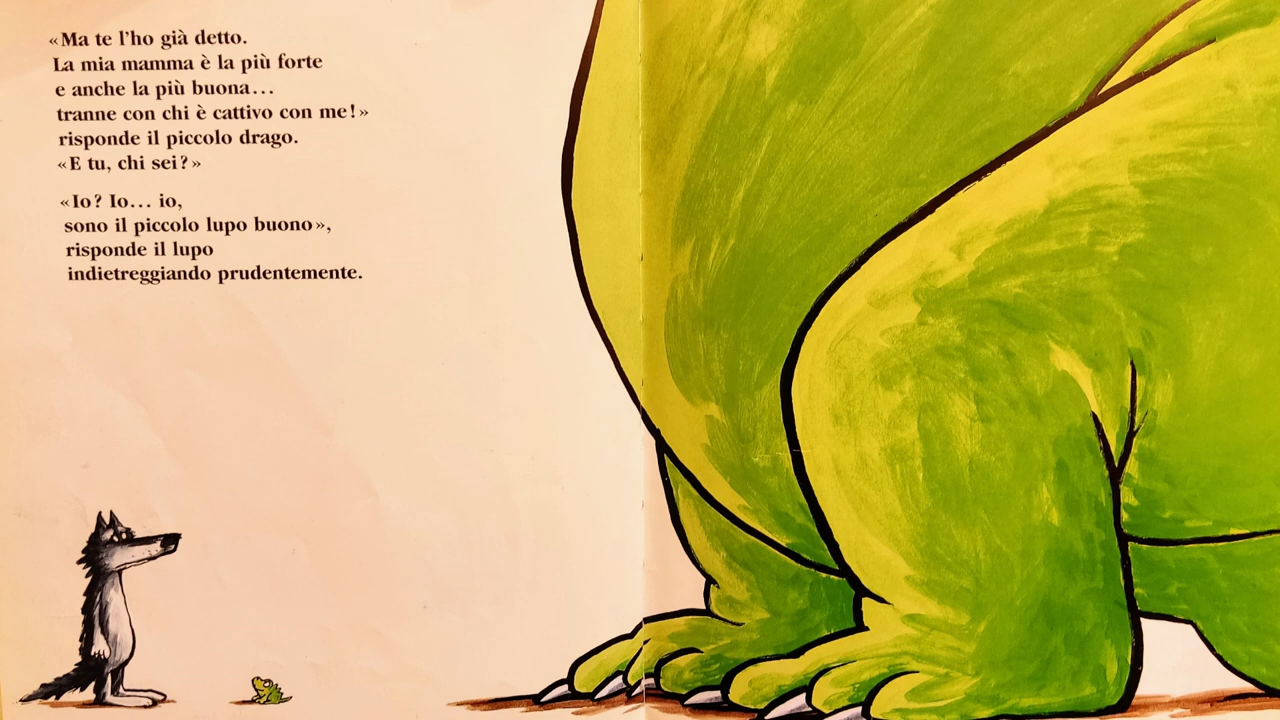 «Ma te l'ho già detto.
La mia mamma è la più forte
e anche la più buona...
tranne con chi è cattivo con me!»
risponde il piccolo drago.
«E tu, chi sei?»
«Io? Io... io,
sono il piccolo lupo buono»,
risponde il lupo
indietreggiando prudentemente.